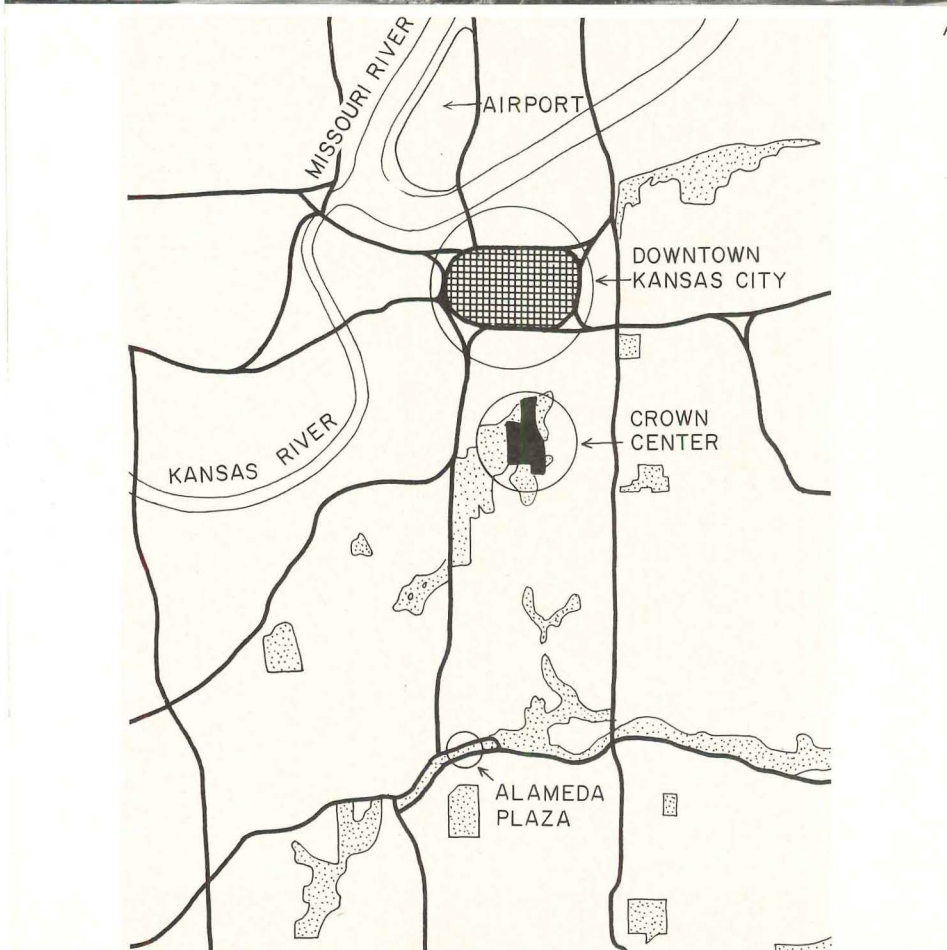 MISSOURI RIVER
AIRPORT
DOWNTOWN
KANSAS CITY
CROWN
CENTER
KANSAS RIVER
ALAMEDA
PLAZA